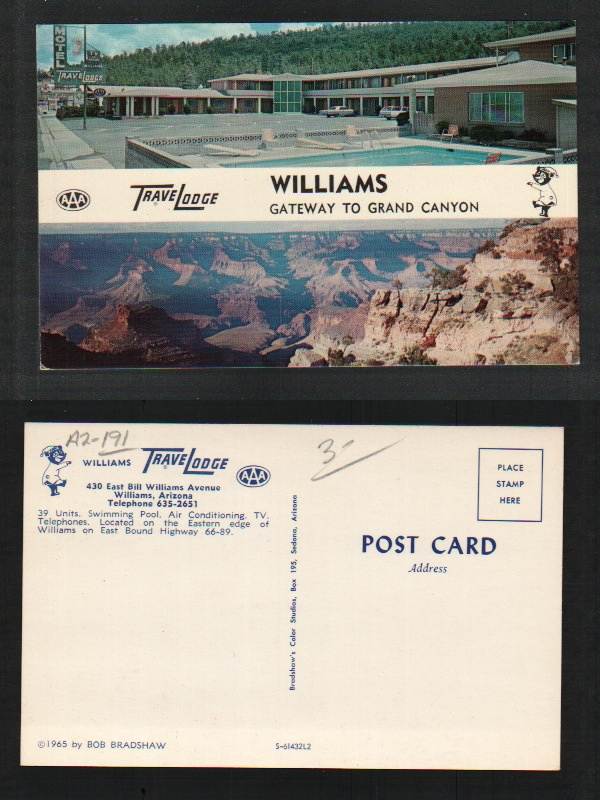 MOTEL
TRAVELODGE
AAA
TRAVELODGE
WILLIAMS
GATEWAY TO GRAND CANYON
A2-191
3-
WILLIAMS TRAVELODGE AAA
430 East Bill Williams Avenue
Williams, Arizona
Telephone 635-2651
39 Units. Swimming Pool. Air Conditioning. TV.
Telephones. Located on the Eastern edge of
Williams on East Bound Highway 66-89.
Bradshaw's Color Studios, Box 195, Sedona, Arizona
PLACE
STAMP
HERE
POST CARD
Address
©1965 by BOB BRADSHAW
S-61432L2